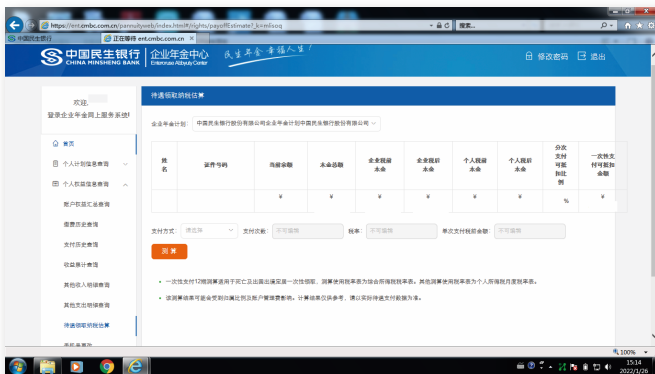 https://ent.cmbc.com.cn/pannuityweb/index.html#/rights/payoffEstimate?_k=misoq
搜索...
中国民生银行
正在等待 ent.cmbc.com.cn
中国民生银行
CHINA MINSHENG BANK
企业年金中心
民生年金 幸福人生!
修改密码
退出
欢迎,
登录企业年金网上服务系统!
首页
个人计划信息查询
个人权益信息查询
账户权益汇总查询
缴费历史查询
支付历史查询
收益累计查询
其他收入明细查询
其他支出明细查询
待遇领取纳税估算
待遇领取纳税估算
企业年金计划: 中国民生银行股份有限公司企业年金计划中国民生银行股份有限公司
姓名 证件号码 当前余额 本金总额 企业税前本金 企业税后本金 个人税前本金 个人税后本金 分次支付可抵扣比例 一次性支付可抵扣金额
¥ ¥ ¥ ¥ ¥ ¥ % ¥
支付方式: 请选择 支付次数: 不可编辑 税率: 不可编辑 单次支付税前金额: 不可编辑
测 算
• 一次性支付12期测算适用于死亡及出国出境定居一次性领取，测算使用税率表为综合所得税税率表。其他测算使用税率表为个人所得税月度税率表。
• 该测算结果可能会受到归属比例及账户管理费影响。计算结果仅供参考，请以实际待遇支付数据为准。
100%
15:14
2022/1/26